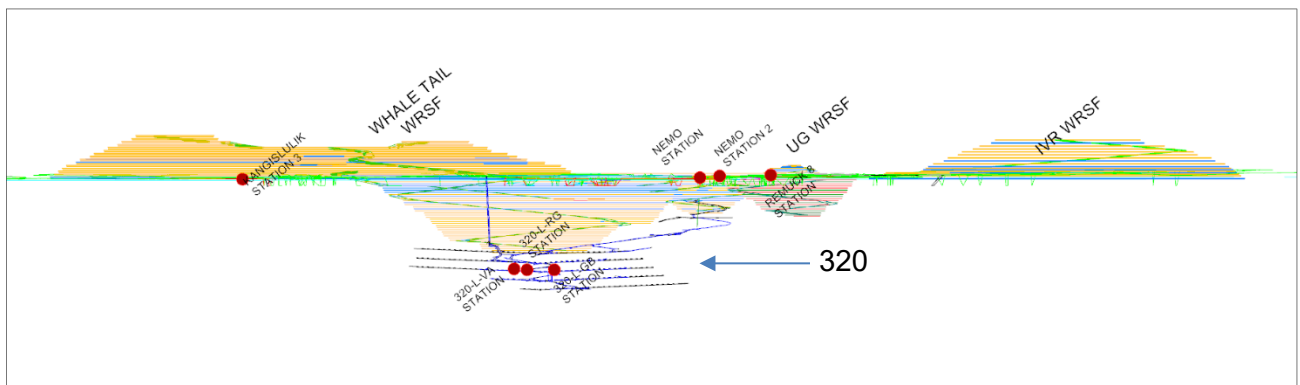 WHALE TAIL
WRSF
KANGISLULIK
STATION 3
NEMO
STATION
NEMO
STATION 2
UG WRSF
IVR WRSF
REMUCK 8
STATION
320-L-RG
STATION
320-L-VA
STATION
320-L-GB
STATION
320